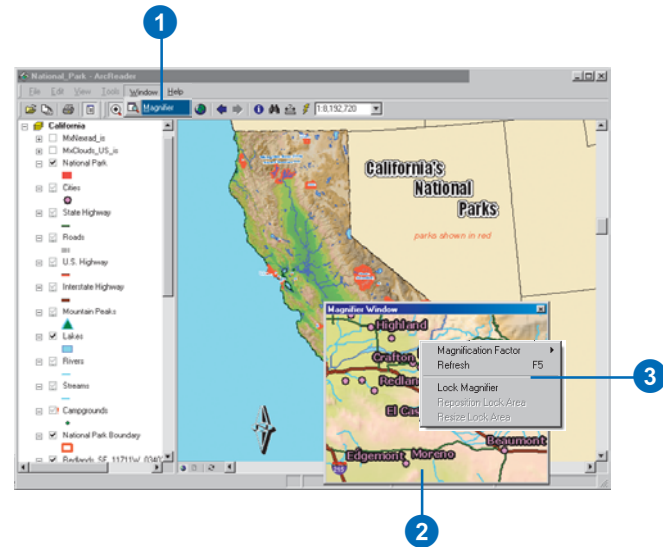 1
National_Park - ArcReader
File Edit View Tools Window Help
Magnifier
1:8,192,720
California
MxNexrad_is
MxClouds_US_is
National Park
Cities
State Highway
Roads
U.S. Highway
Interstate Highway
Mountain Peaks
Lakes
Rivers
Streams
Campgrounds
National Park Boundary
Redlands_SE_11711W_0340
California's
National
Parks
parks shown in red
Magnifier Window
Highland
Crafton
Redlan
El Cas
Beaumont
Edgemont Moreno
215
Magnification Factor
Refresh F5
Lock Magnifier
Reposition Lock Area
Resize Lock Area
3
2